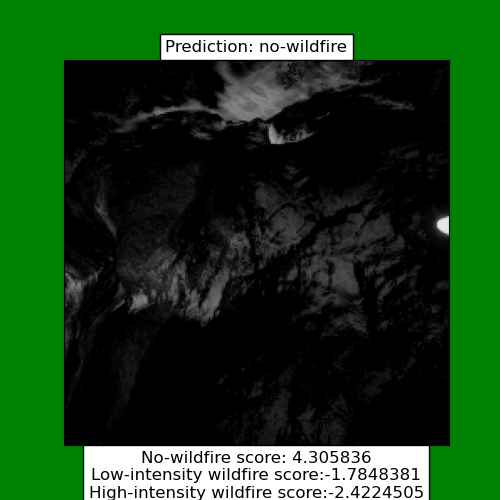 Prediction: no-wildfire
No-wildfire score: 4.305836
Low-intensity wildfire score:-1.7848381
High-intensity wildfire score:-2.4224505